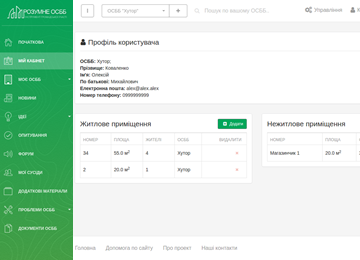 РОЗУМНЕ ОСББ
ОСББ "Хутор"
+
Пошук по вашому ОСББ..
Управління
ПОЧАТКОВА
МІЙ КАБІНЕТ
МОЄ ОСББ
НОВИНИ
ІДЕЇ
ОПИТУВАННЯ
ФОРУМ
МОЇ СУСІДИ
ДОДАТКОВІ МАТЕРІАЛИ
ПРОБЛЕМИ ОСББ
ДОКУМЕНТИ ОСББ
Профіль користувача
ОСББ: Хутор;
Прізвище: Коваленко
Ім'я: Олексій
По батькові: Михайлович
Електронна пошта: alex@alex.alex
Номер телефону: 0999999999
Житлове приміщення
Додати
НОМЕР ПЛОЩА ЖИТЕЛІ ОСББ ВИДАЛИТИ
34 55.0 м² 4 Хутор ×
2 20.0 м² 1 Хутор ×
Нежитлове приміщення
НОМЕР ПЛОЩА
Магазинчик 1 20.0 м²
Головна Допомога по сайту Про проект Наші контакти